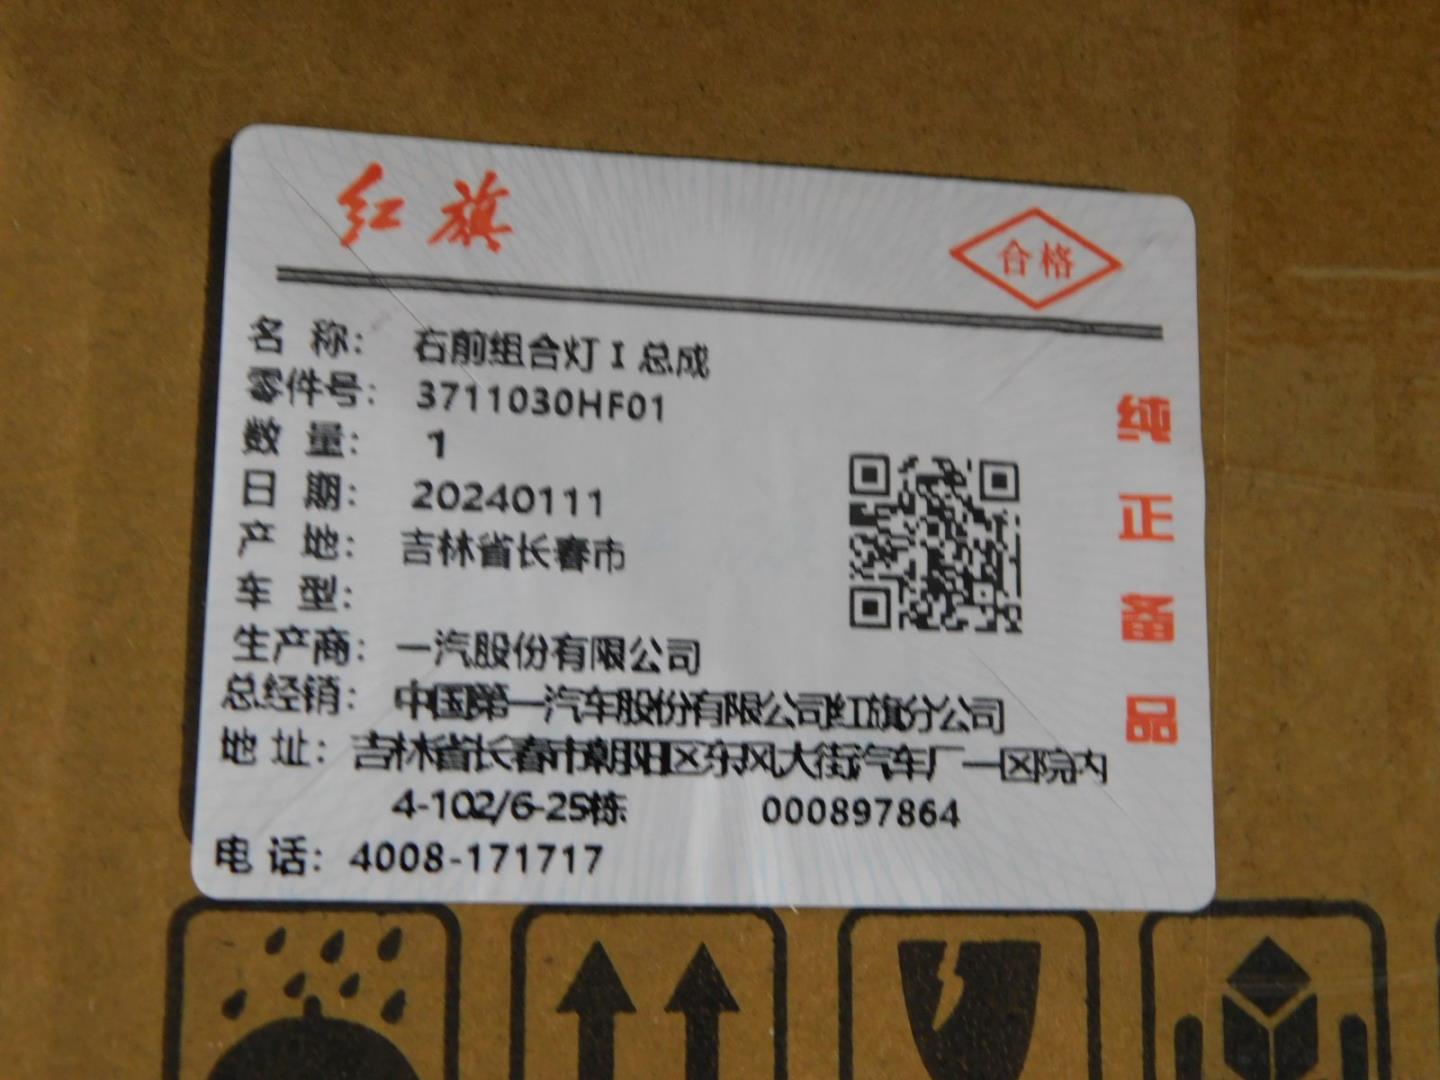 红旗
合格
名 称： 右前组合灯 I 总成
零件号： 3711030HF01
数 量： 1
日 期： 20240111
产 地： 吉林省长春市
车 型：
生产商： 一汽股份有限公司
总经销： 中国第一汽车股份有限公司红旗分公司
地 址： 吉林省长春市朝阳区东风大街汽车厂一区院内
4-102/6-25栋 000897864
电 话： 4008-171717
纯正备品